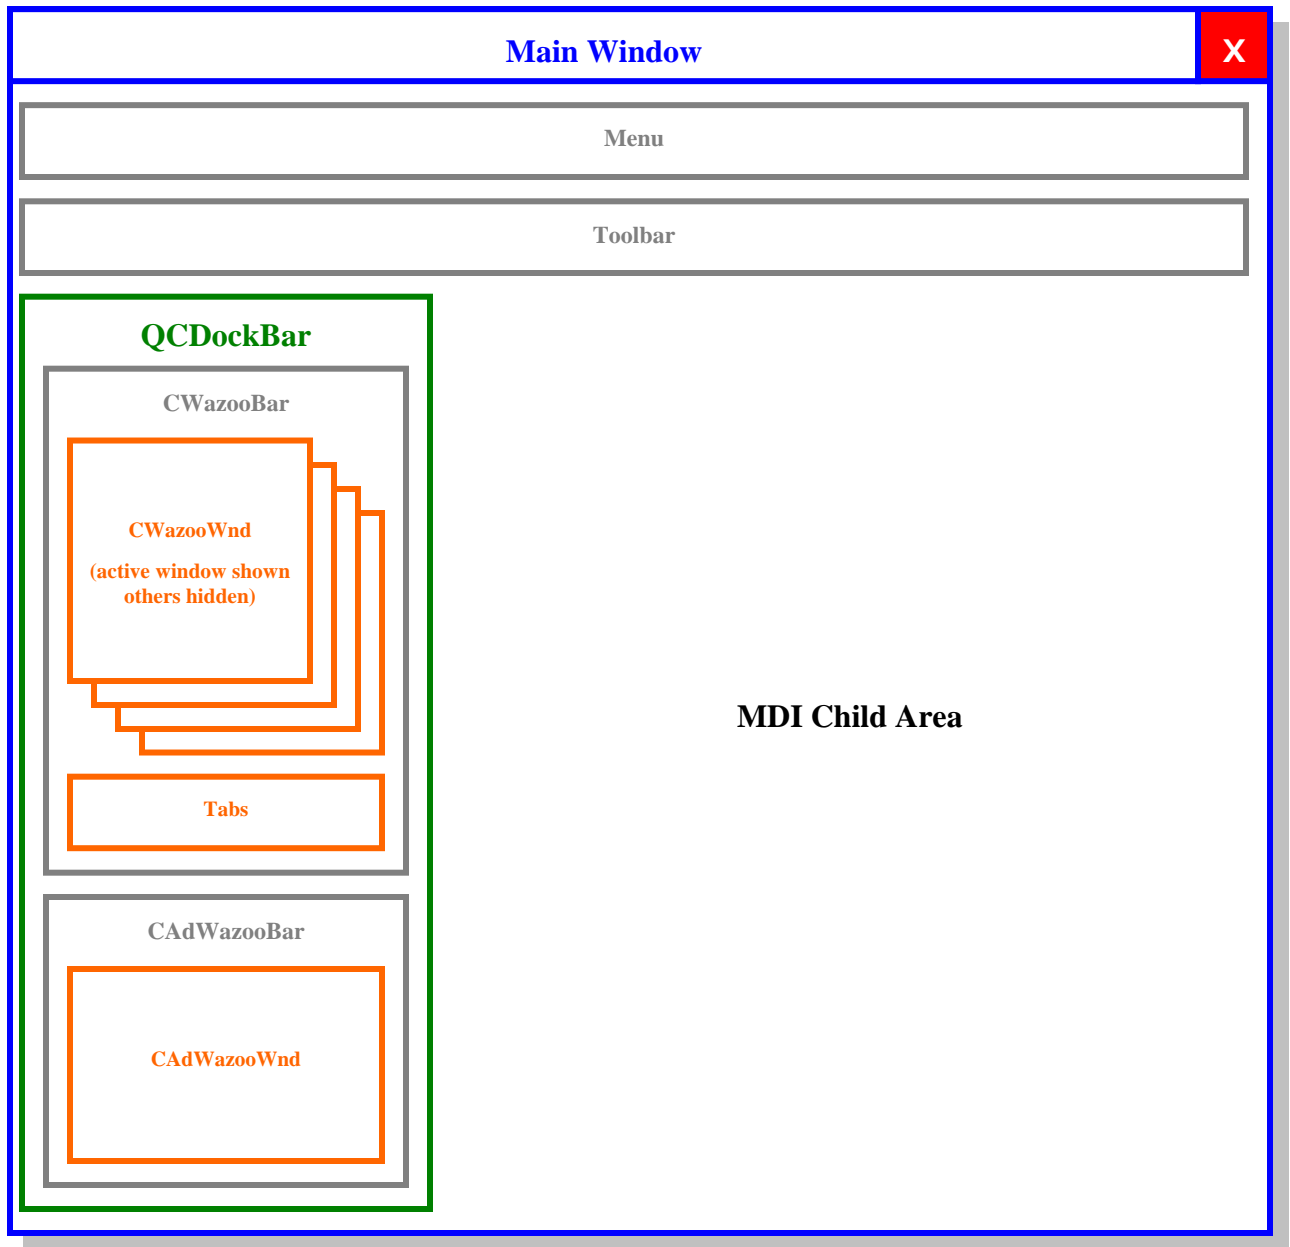 Main Window
X
Menu
Toolbar
QCDockBar
CWazooBar
CWazooWnd
(active window shown
others hidden)
Tabs
CAdWazooBar
CAdWazooWnd
MDI Child Area